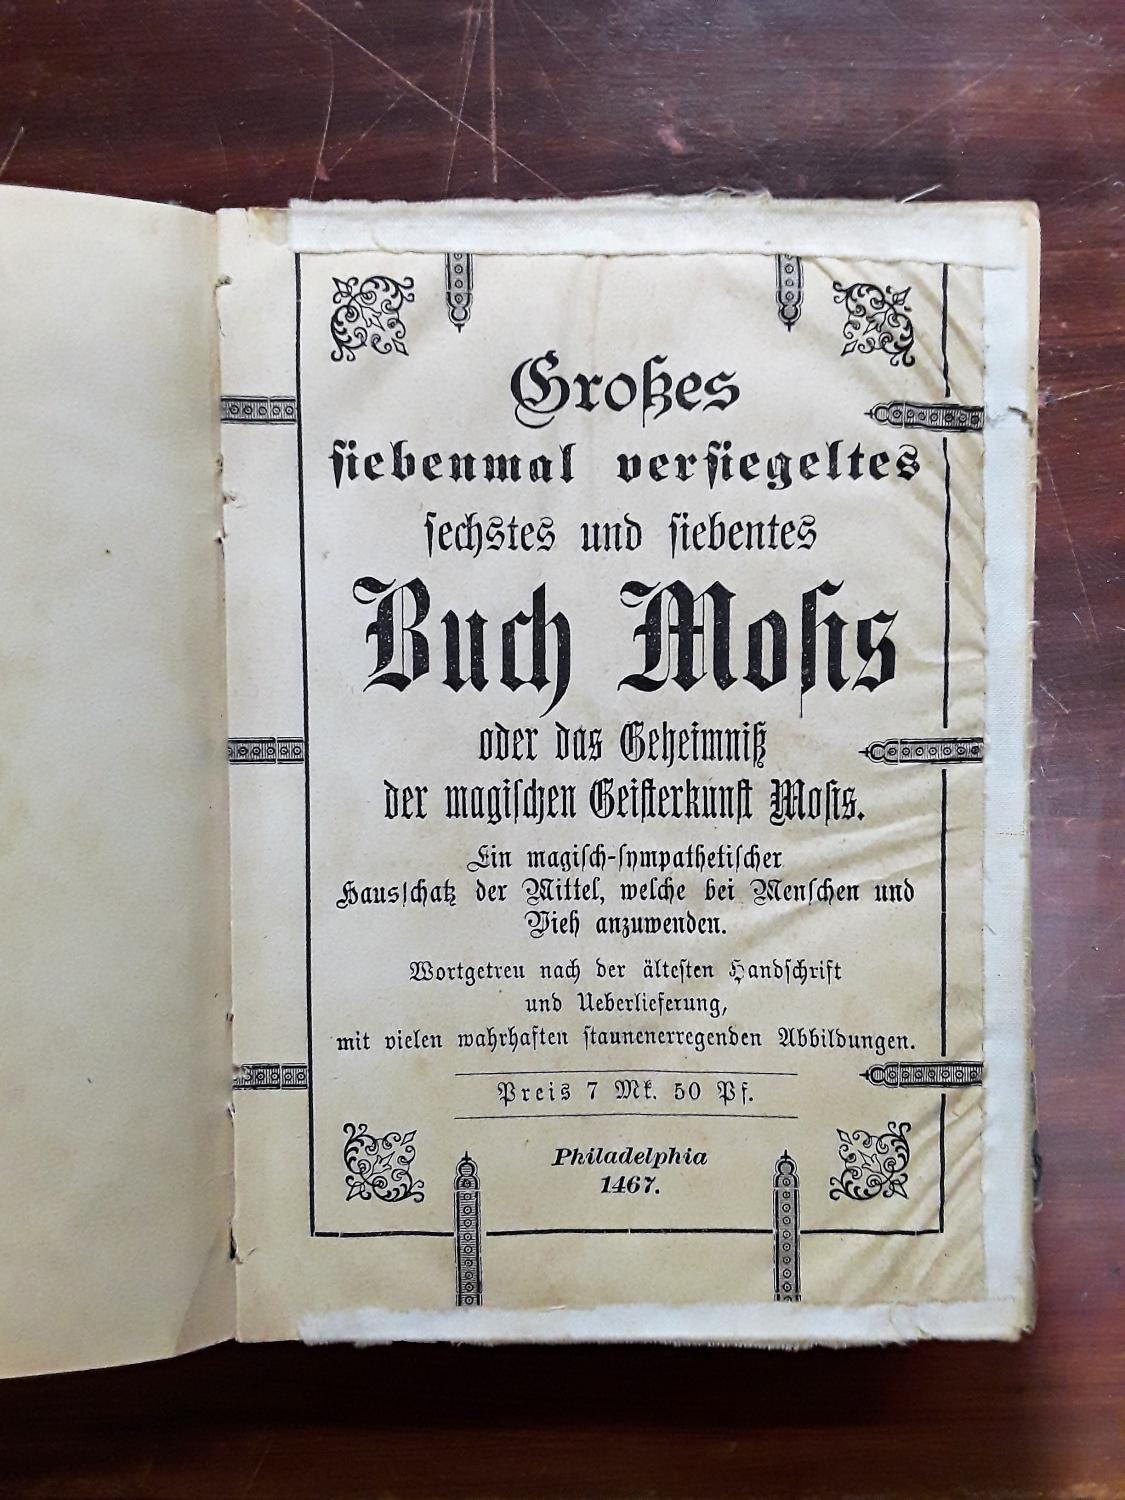 Großes
siebenmal versiegeltes
sechstes und siebentes
Buch Mosis
oder das Geheimniß
der magischen Geisterkunst Mosis.
Ein magisch-sympathetischer
Hausschatz der Mittel, welche bei Menschen und
Vieh anzuwenden.
Wortgetreu nach der ältesten Handschrift
und Ueberlieferung,
mit vielen wahrhaften staunenerregenden Abbildungen.
Preis 7 Mk. 50 Pf.
Philadelphia
1467.